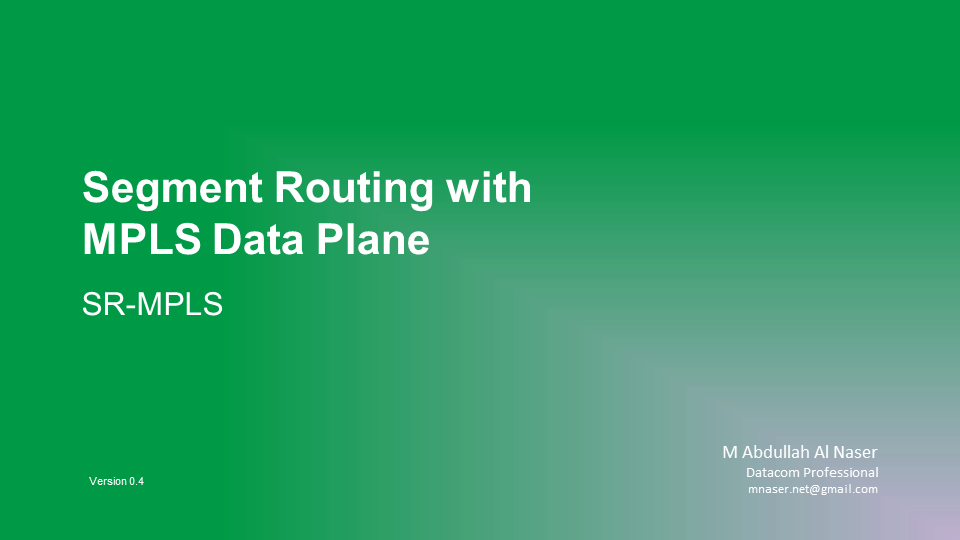 Segment Routing with
MPLS Data Plane
SR-MPLS
M Abdullah Al Naser
Datacom Professional
mnaser.net@gmail.com
Version 0.4